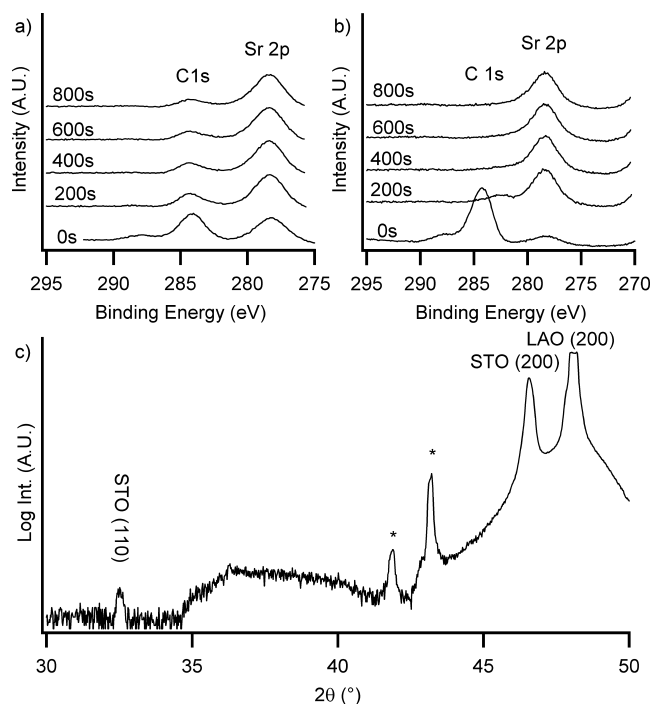 a)
C1s
Sr 2p
800s
600s
400s
200s
0s
Intensity (A.U.)
295 290 285 280 275
Binding Energy (eV)
b)
C 1s
Sr 2p
800s
600s
400s
200s
0s
Intensity (A.U.)
295 290 285 280 275 270
Binding Energy (eV)
c)
LAO (200)
STO (200)
*
*
STO (110)
Log Int. (A.U.)
30 35 40 45 50
2θ (°)